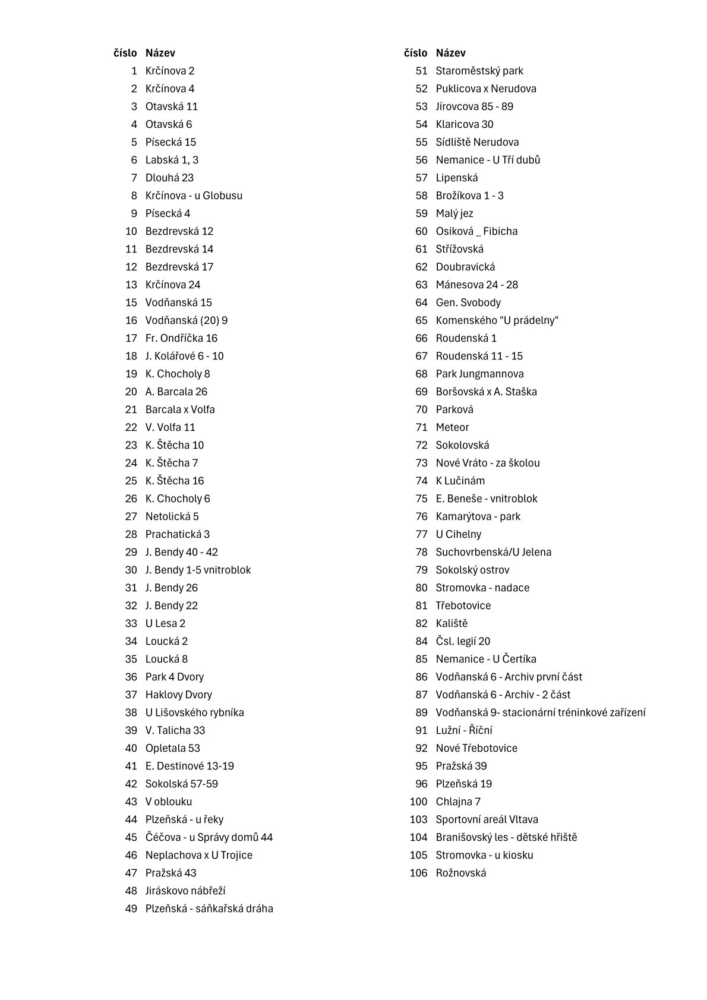 číslo Název
1 Krčínova 2
2 Krčínova 4
3 Otavská 11
4 Otavská 6
5 Písecká 15
6 Labská 1, 3
7 Dlouhá 23
8 Krčínova - u Globusu
9 Písecká 4
10 Bezdrevská 12
11 Bezdrevská 14
12 Bezdrevská 17
13 Krčínova 24
15 Vodňanská 15
16 Vodňanská (20) 9
17 Fr. Ondříčka 16
18 J. Kolářové 6 - 10
19 K. Chocholy 8
20 A. Barcala 26
21 Barcala x Volfa
22 V. Volfa 11
23 K. Štěcha 10
24 K. Štěcha 7
25 K. Štěcha 16
26 K. Chocholy 6
27 Netolická 5
28 Prachatická 3
29 J. Bendy 40 - 42
30 J. Bendy 1-5 vnitroblok
31 J. Bendy 26
32 J. Bendy 22
33 U Lesa 2
34 Loucká 2
35 Loucká 8
36 Park 4 Dvory
37 Haklovy Dvory
38 U Lišovského rybníka
39 V. Talicha 33
40 Opletala 53
41 E. Destinové 13-19
42 Sokolská 57-59
43 V oblouku
44 Plzeňská - u řeky
45 Čéčova - u Správy domů 44
46 Neplachova x U Trojice
47 Pražská 43
48 Jiráskovo nábřeží
49 Plzeňská - sáňkařská dráha
číslo Název
51 Staroměstský park
52 Puklicova x Nerudova
53 Jírovcova 85 - 89
54 Klaricova 30
55 Sídliště Nerudova
56 Nemanice - U Tří dubů
57 Lipenská
58 Brožíkova 1 - 3
59 Malý jez
60 Osiková _ Fibicha
61 Střížovská
62 Doubravická
63 Mánesova 24 - 28
64 Gen. Svobody
65 Komenského "U prádelny"
66 Roudenská 1
67 Roudenská 11 - 15
68 Park Jungmannova
69 Boršovská x A. Staška
70 Parková
71 Meteor
72 Sokolovská
73 Nové Vráto - za školou
74 K Lučinám
75 E. Beneše - vnitroblok
76 Kamarýtova - park
77 U Cihelny
78 Suchovrbenská/U Jelena
79 Sokolský ostrov
80 Stromovka - nadace
81 Třebotovice
82 Kaliště
84 Čsl. legií 20
85 Nemanice - U Čertíka
86 Vodňanská 6 - Archiv první část
87 Vodňanská 6 - Archiv - 2 část
89 Vodňanská 9- stacionární tréninkové zařízení
91 Lužní - Říční
92 Nové Třebotovice
95 Pražská 39
96 Plzeňská 19
100 Chlajna 7
103 Sportovní areál Vltava
104 Branišovský les - dětské hřiště
105 Stromovka - u kiosku
106 Rožnovská